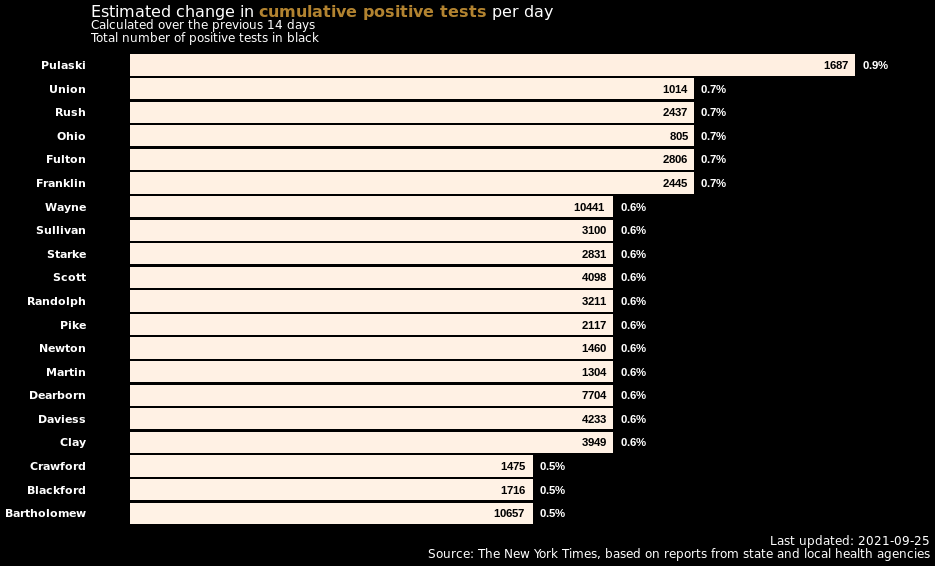 Estimated change in cumulative positive tests per day
Calculated over the previous 14 days
Total number of positive tests in black
Pulaski 1687 0.9%
Union 1014 0.7%
Rush 2437 0.7%
Ohio 805 0.7%
Fulton 2806 0.7%
Franklin 2445 0.7%
Wayne 10441 0.6%
Sullivan 3100 0.6%
Starke 2831 0.6%
Scott 4098 0.6%
Randolph 3211 0.6%
Pike 2117 0.6%
Newton 1460 0.6%
Martin 1304 0.6%
Dearborn 7704 0.6%
Daviess 4233 0.6%
Clay 3949 0.6%
Crawford 1475 0.5%
Blackford 1716 0.5%
Bartholomew 10657 0.5%
Last updated: 2021-09-25
Source: The New York Times, based on reports from state and local health agencies